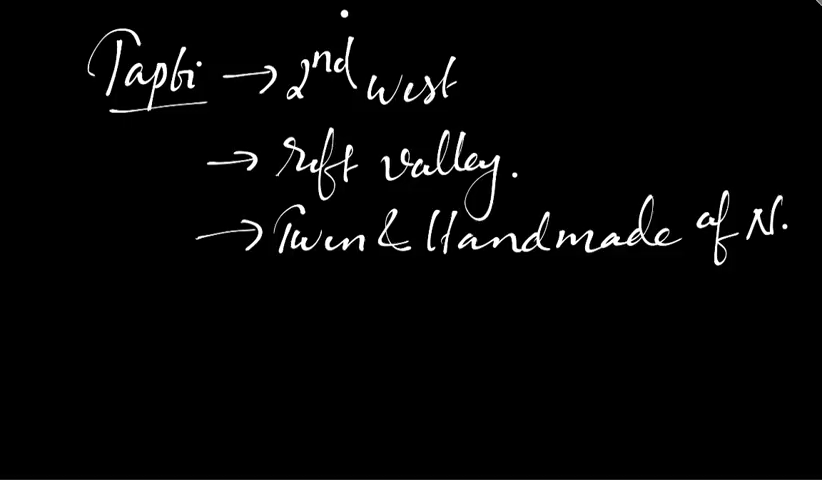 Tapti → 2nd west
→ Rift valley.
→ Twin & Handmade of N.